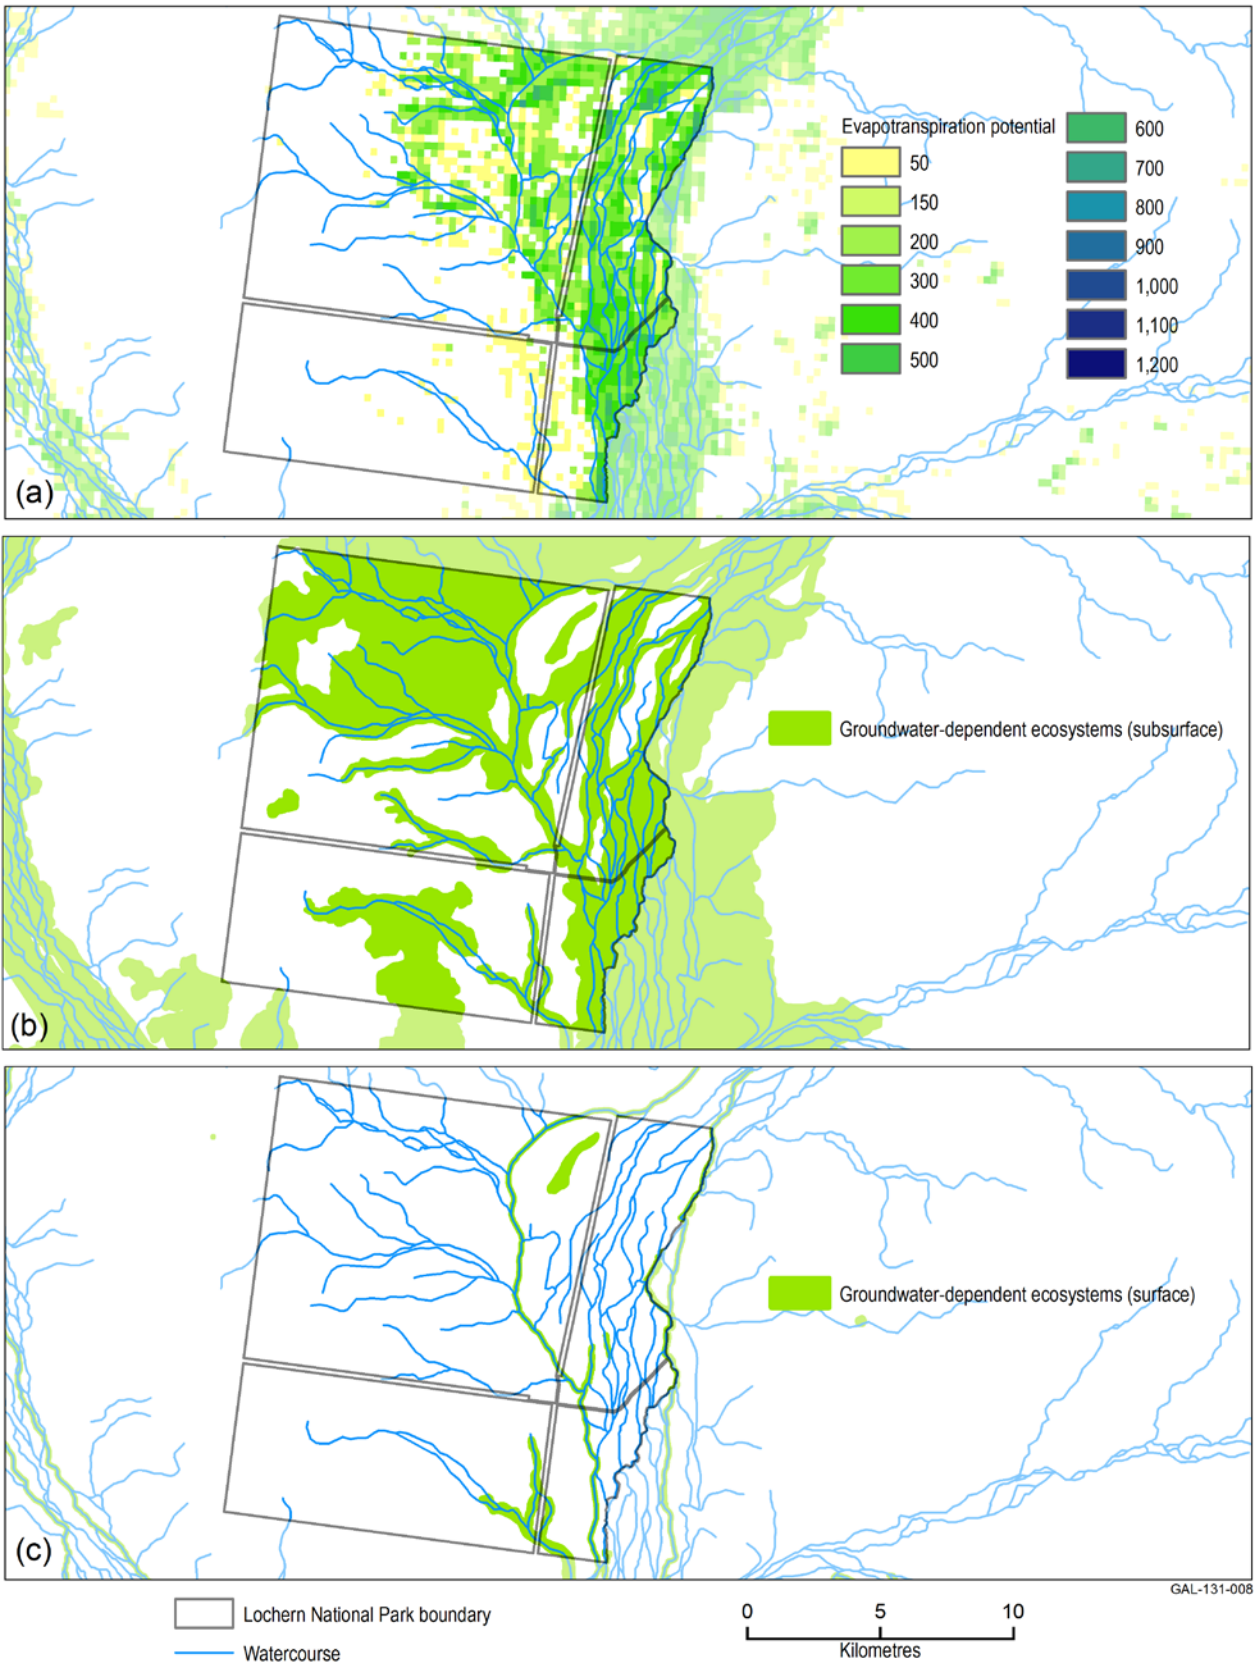 Evapotranspiration potential
50
150
200
300
400
500
600
700
800
900
1,000
1,100
1,200
(a)
Groundwater-dependent ecosystems (subsurface)
(b)
Groundwater-dependent ecosystems (surface)
(c)
GAL-131-008
Lochern National Park boundary
Watercourse
0 5 10
Kilometres